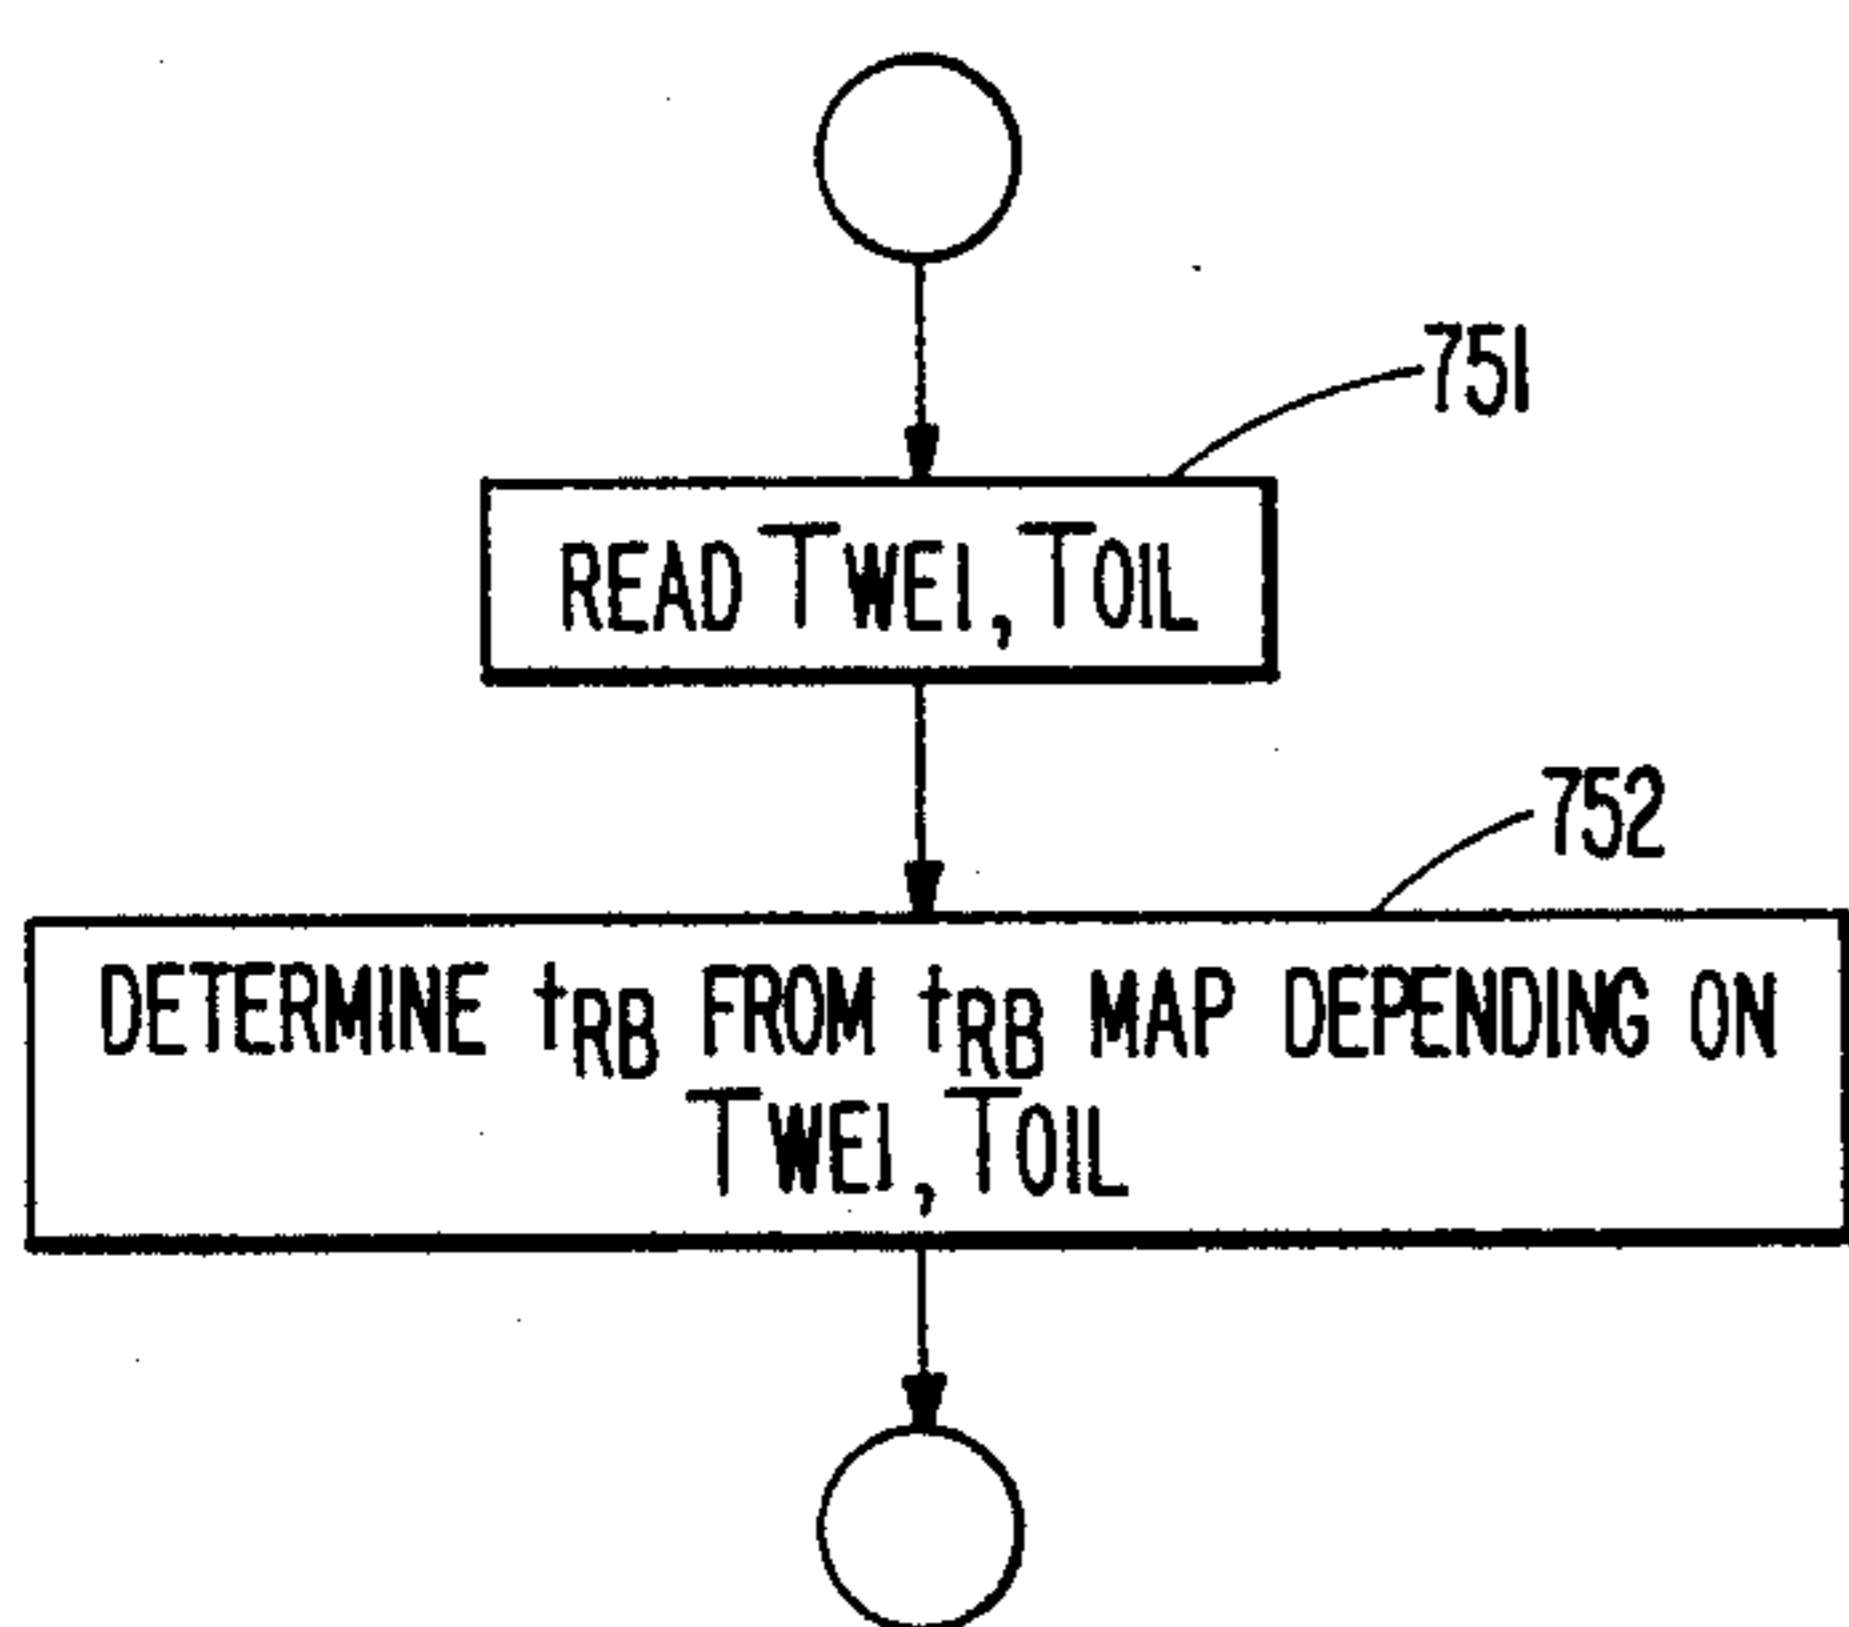 751
READ TWEI, TOIL
752
DETERMINE tRB FROM tRB MAP DEPENDING ON
TWEI, TOIL